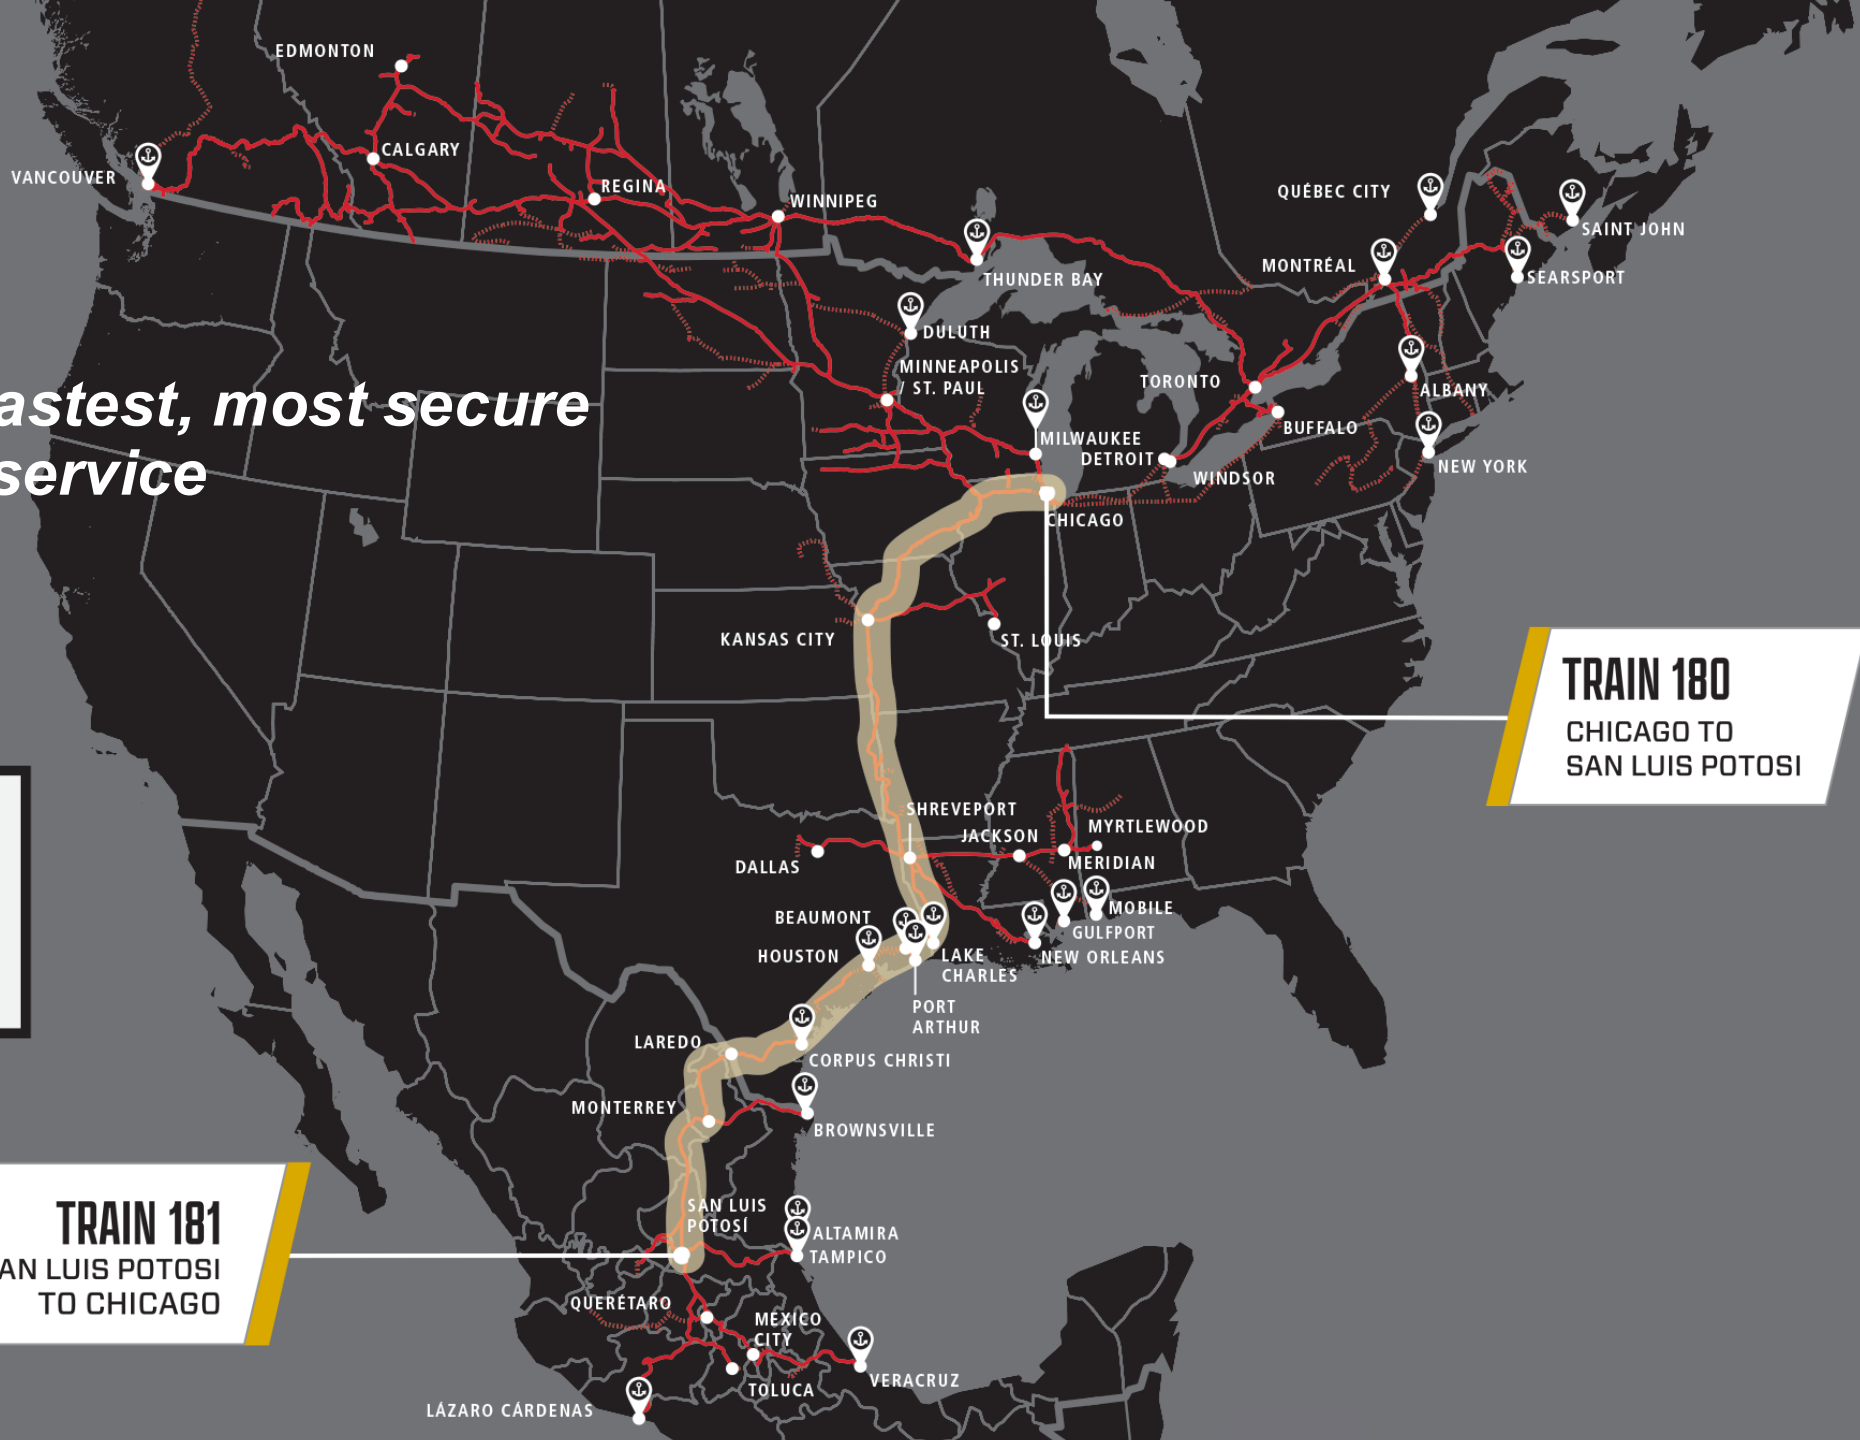 EDMONTON
CALGARY
VANCOUVER
REGINA
WINNIPEG
QUÉBEC CITY
SAINT JOHN
MONTRÉAL
THUNDER BAY
SEARSPORT
DULUTH
MINNEAPOLIS
/ ST. PAUL
TORONTO
ALBANY
astest, most secure
service
BUFFALO
MILWAUKEE
DETROIT
NEW YORK
WINDSOR
CHICAGO
KANSAS CITY
ST. LOUIS
TRAIN 180
CHICAGO TO
SAN LUIS POTOSI
SHREVEPORT
JACKSON
MYRTLEWOOD
DALLAS
MERIDIAN
BEAUMONT
MOBILE
GULFPORT
HOUSTON
LAKE
CHARLES
NEW ORLEANS
PORT
ARTHUR
LAREDO
CORPUS CHRISTI
MONTERREY
BROWNSVILLE
SAN LUIS
POTOSÍ
TRAIN 181
AN LUIS POTOSI
TO CHICAGO
ALTAMIRA
TAMPICO
QUERÉTARO
MÉXICO
CITY
VERACRUZ
TOLUCA
LÁZARO CÁRDENAS